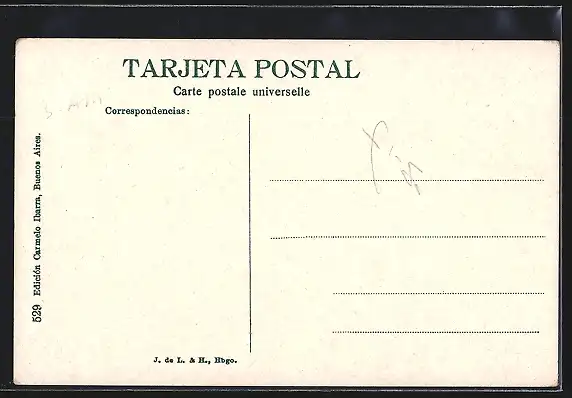 TARJETA POSTAL
Carte postale universelle
Correspondencias:
529 Edición Carmelo Ibarra, Buenos Aires.
J. de L. & H., Hbgo.